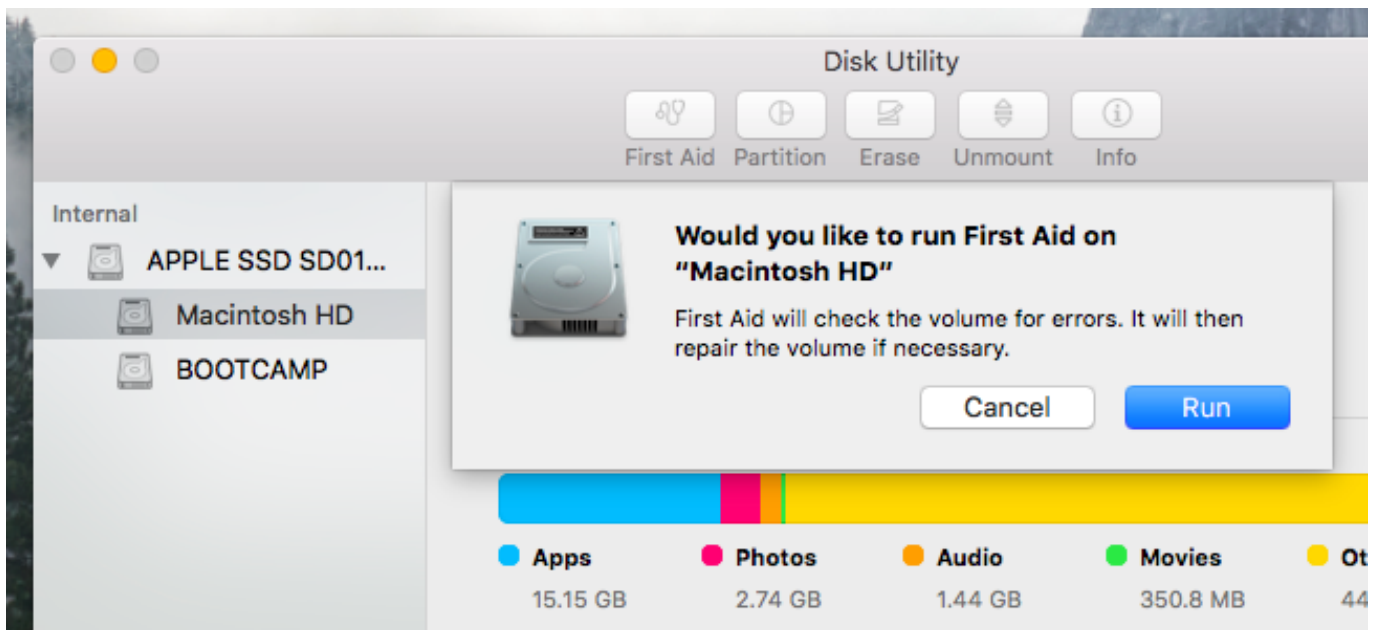 Disk Utility
First Aid Partition Erase Unmount Info
Internal
APPLE SSD SD01...
Macintosh HD
BOOTCAMP
Would you like to run First Aid on
“Macintosh HD”
First Aid will check the volume for errors. It will then
repair the volume if necessary.
Cancel Run
Apps Photos Audio Movies
15.15 GB 2.74 GB 1.44 GB 350.8 MB